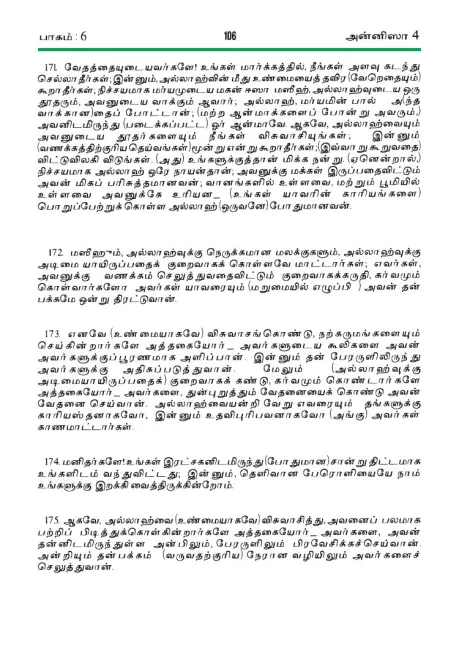 பாகம் : 6 106 அன்னிஸா 4
171. வேதத்தையுடையவர்களே! உங்கள் மார்க்கத்தில், நீங்கள் அளவு கடந்து
செல்லாதீர்கள்; இன்னும், அல்லாஹ்வின் மீது உண்மையைத் தவிர (வேறெதையும்)
கூறாதீர்கள்; நிச்சயமாக மர்யமுடைய மகன் ஈஸா மஸீஹ், அல்லாஹ்வுடைய ஒரு
தூதரும், அவனுடைய வாக்கும் ஆவார்; அல்லாஹ், மர்யமின் பால் அ(ந்த
வாக்கான)தைப் போட்டான்; (மற்ற ஆன்மாக்களைப் போன்று அவரும்,)
அவனிடமிருந்து (படைக்கப்பட்ட) ஓர் ஆன்மாவே. ஆகவே, அல்லாஹ்வையும்
அவனுடைய தூதர்களையும் நீங்கள் விசுவாசியுங்கள்; இன்னும்
(வணக்கத்திற்குரிய தெய்வங்கள்) மூன்று என்று கூறாதீர்கள்; (இவ்வாறு கூறுவதை)
விட்டுவிலகி விடுங்கள். (அது) உங்களுக்குத்தான் மிக்க நன்று. (ஏனென்றால்,)
நிச்சயமாக அல்லாஹ் ஒரே நாயன்தான்; அவனுக்கு மக்கள் இருப்பதைவிட்டும்
அவன் மிகப் பரிசுத்தமானவன்; வானங்களில் உள்ளவை, மற்றும் பூமியில்
உள்ளவை அவனுக்கே உரியன_ (உங்கள் யாவரின் காரியங்களை)
பொறுப்பேற்றுக்கொள்ள அல்லாஹ் (ஒருவனே) போதுமானவன்.
172. மஸீஹும், அல்லாஹ்வுக்கு நெருக்கமான மலக்குகளும், அல்லாஹ்வுக்கு
அடிமையாயிருப்பதைக் குறைவாகக் கொள்ளவே மாட்டார்கள்; எவர்கள்,
அவனுக்கு வணக்கம் செலுத்துவதைவிட்டும் குறைவாகக்கருதி, கர்வமும்
கொள்வார்களோ அவர்கள் யாவரையும் (மறுமையில் எழுப்பி ) அவன் தன்
பக்கமே ஒன்று திரட்டுவான்.
173. எனவே (உண்மையாகவே) விசுவாசங்கொண்டு, நற்கருமங்களையும்
செய்கின்றார்களே அத்தகையோர்_ அவர்களுடைய கூலிகளை அவன்
அவர்களுக்குப்பூரணமாக அளிப்பான். இன்னும் தன் பேரருளிலிருந்து
அவர்களுக்கு அதிகப்படுத்துவான். மேலும் (அல்லாஹ்வுக்கு
அடிமையாயிருப்பதைக்) குறைவாகக் கண்டு, கர்வமும் கொண்டார்களே
அத்தகையோர்_ அவர்களை, துன்புறுத்தும் வேதனையைக் கொண்டு அவன்
வேதனை செய்வான். அல்லாஹ்வையன்றி வேறு எவரையும் தங்களுக்கு
காரியஸ்தனாகவோ, இன்னும் உதவிபுரிபவனாகவோ (அங்கு) அவர்கள்
காணமாட்டார்கள்.
174. மனிதர்களே! உங்கள் இரட்சகனிடமிருந்து (போதுமான) சான்று திட்டமாக
உங்களிடம் வந்துவிட்டது; இன்னும், தெளிவான பேரொளியையே நாம்
உங்களுக்கு இறக்கி வைத்திருக்கின்றோம்.
175. ஆகவே, அல்லாஹ்வை (உண்மையாகவே) விசுவாசித்து, அவனைப் பலமாக
பற்றிப் பிடித்துக்கொள்கின்றார்களே அத்தகையோர்_ அவர்களை, அவன்
தன்னிடமிருந்துள்ள அன்பிலும், பேரருளிலும் பிரவேசிக்கச்செய்வான்.
அன்றியும் தன்பக்கம் (வருவதற்குரிய) நேரான வழியிலும் அவர்களைச்
செலுத்துவான்.